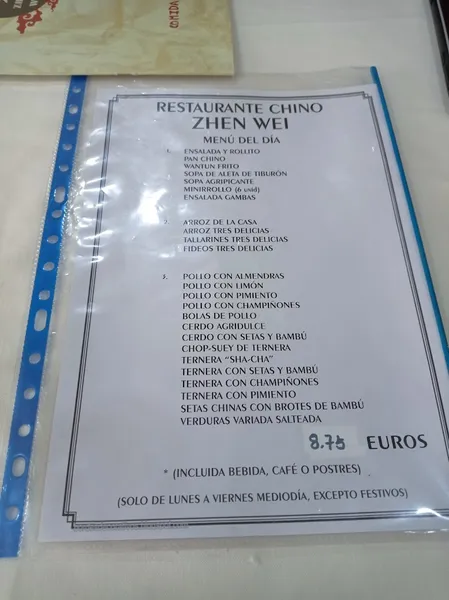 COMIDA
RESTAURANTE CHINO
ZHEN WEI
MENÚ DEL DÍA
1. ENSALADA Y ROLLITO
PAN CHINO
WANTUN FRITO
SOPA DE ALETA DE TIBURÓN
SOPA AGRIPICANTE
MINIRROLLO (6 unid)
ENSALADA GAMBAS
2. ARROZ DE LA CASA
ARROZ TRES DELICIAS
TALLARINES TRES DELICIAS
FIDEOS TRES DELICIAS
3. POLLO CON ALMENDRAS
POLLO CON LIMÓN
POLLO CON PIMIENTO
POLLO CON CHAMPIÑONES
BOLAS DE POLLO
CERDO AGRIDULCE
CERDO CON SETAS Y BAMBÚ
CHOP-SUEY DE TERNERA
TERNERA "SHA-CHA"
TERNERA CON SETAS Y BAMBÚ
TERNERA CON CHAMPIÑONES
TERNERA CON PIMIENTO
SETAS CHINAS CON BROTES DE BAMBÚ
VERDURAS VARIADA SALTEADA
8.75 EUROS
* (INCLUIDA BEBIDA, CAFÉ O POSTRES)
(SOLO DE LUNES A VIERNES MEDIODÍA, EXCEPTO FESTIVOS)